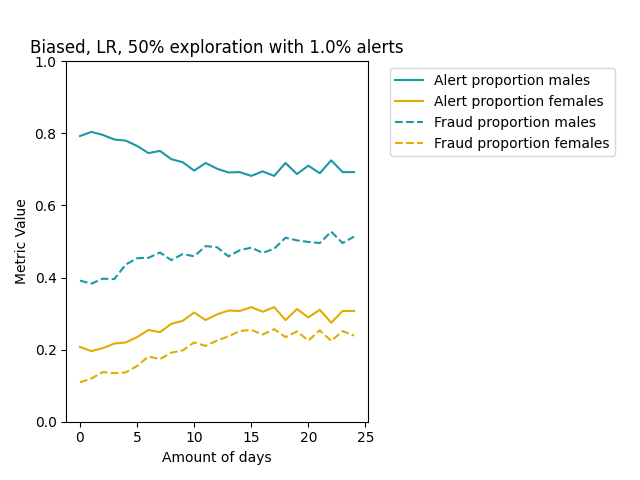 Biased, LR, 50% exploration with 1.0% alerts
Alert proportion males
Alert proportion females
Fraud proportion males
Fraud proportion females
Metric Value
1.0
0.8
0.6
0.4
0.2
0.0
0 5 10 15 20 25
Amount of days